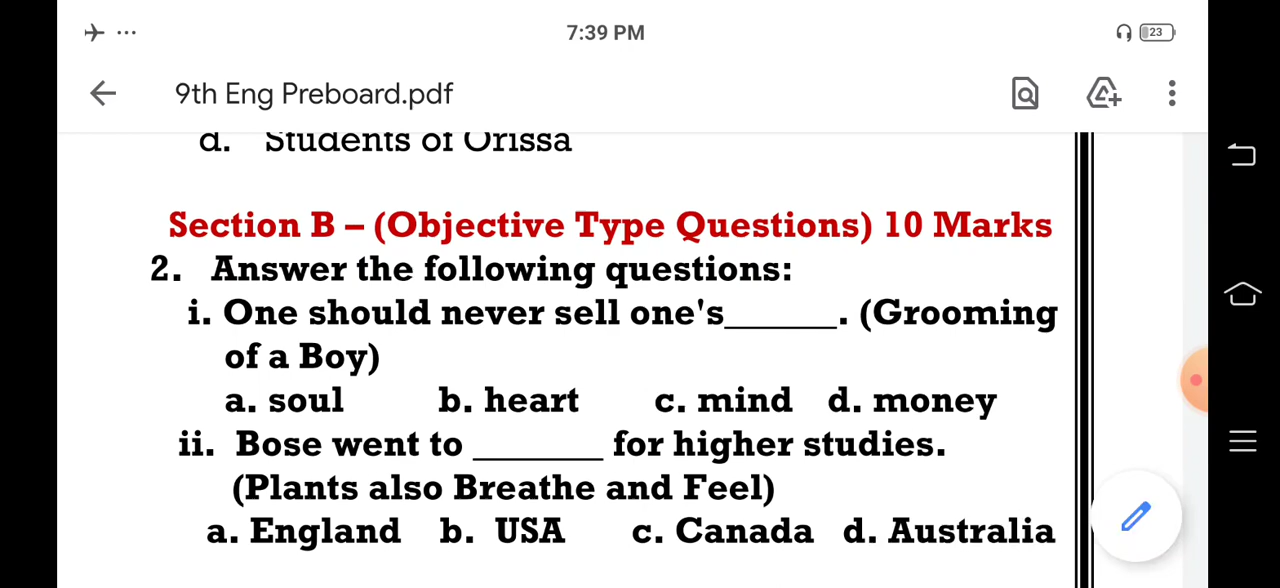 7:39 PM
23
9th Eng Preboard.pdf
d. Students of Orissa
Section B – (Objective Type Questions) 10 Marks
2. Answer the following questions:
i. One should never sell one's______. (Grooming
of a Boy)
a. soul b. heart c. mind d. money
ii. Bose went to _______ for higher studies.
(Plants also Breathe and Feel)
a. England b. USA c. Canada d. Australia